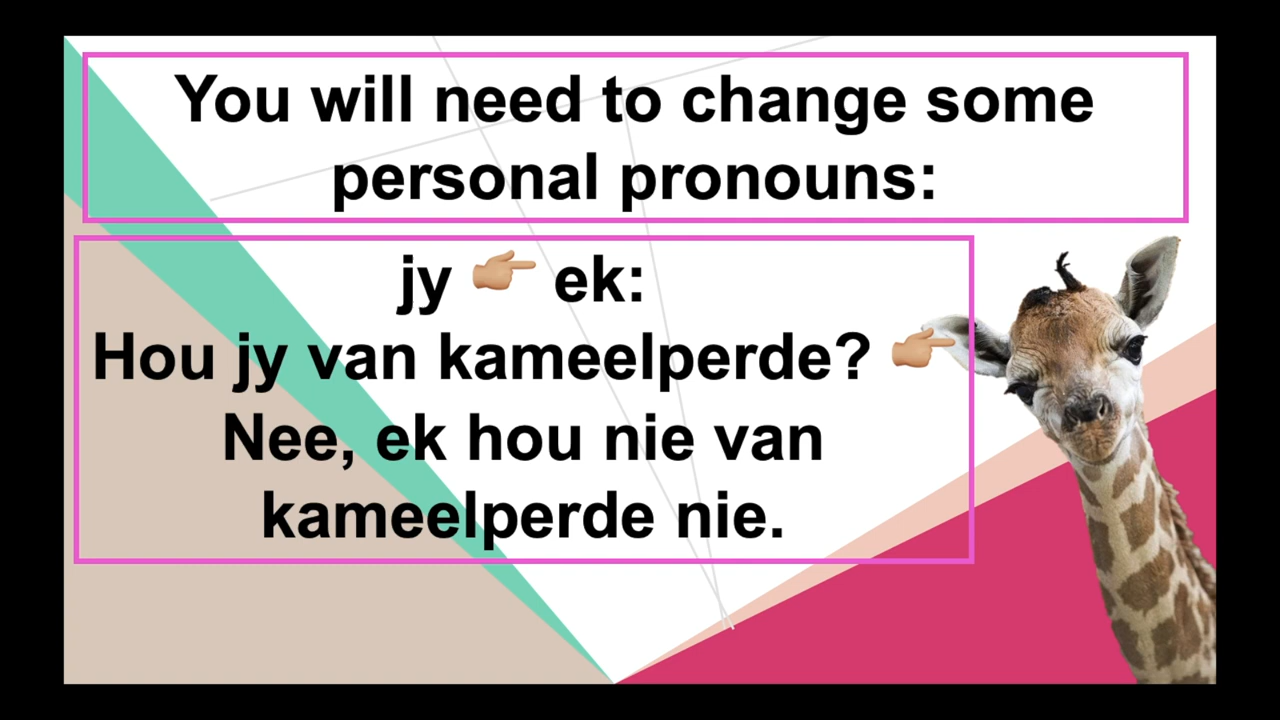 You will need to change some
personal pronouns:
jy 👉🏼 ek:
Hou jy van kameelperde? 👉🏼
Nee, ek hou nie van
kameelperde nie.